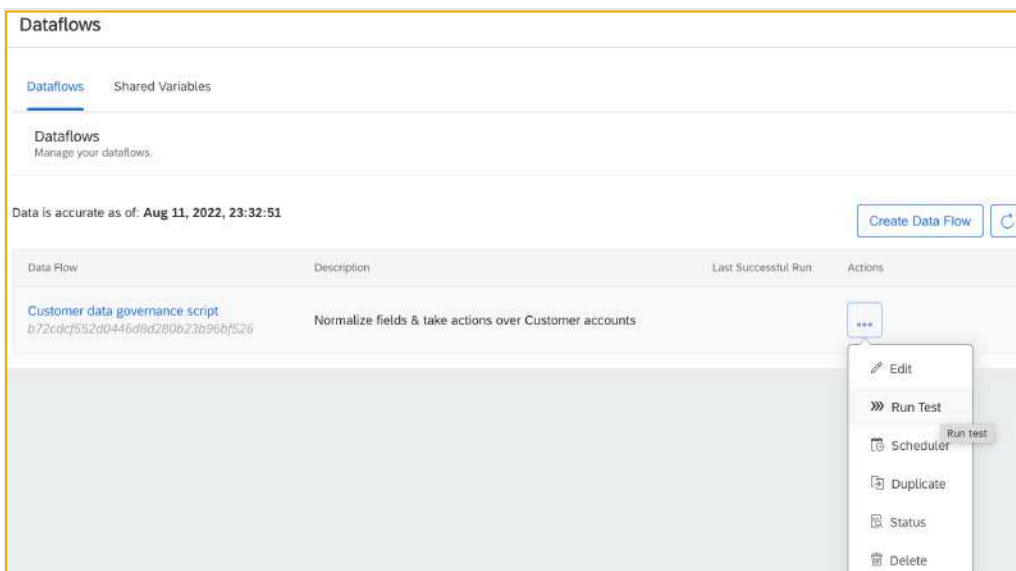 Dataflows
Dataflows Shared Variables
Dataflows
Manage your dataflows.
Data is accurate as of: Aug 11, 2022, 23:32:51
Create Data Flow
Data Flow Description Last Successful Run Actions
Customer data governance script
b72cdcf552d0446d8d280b23b96bf526
Normalize fields & take actions over Customer accounts
Edit
Run Test
Run test
Scheduler
Duplicate
Status
Delete